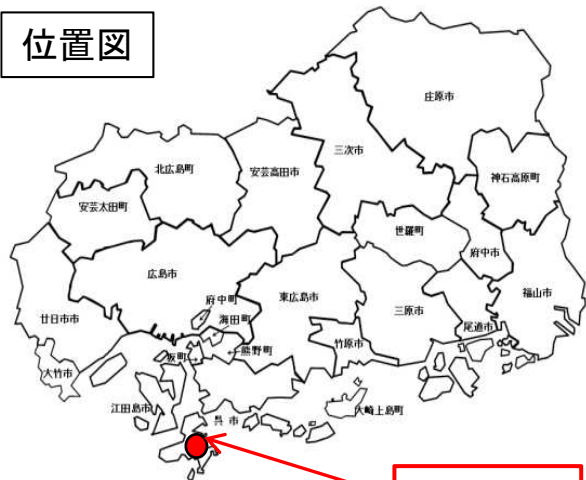 位置図
庄原市
三次市
北広島町
安芸高田市
神石高原町
安芸太田町
世羅町
府中市
広島市
東広島市
三原市
福山市
府中町
海田町
尾道市
廿日市市
竹原市
坂町
熊野町
大竹市
江田島市
呉市
大崎上島町